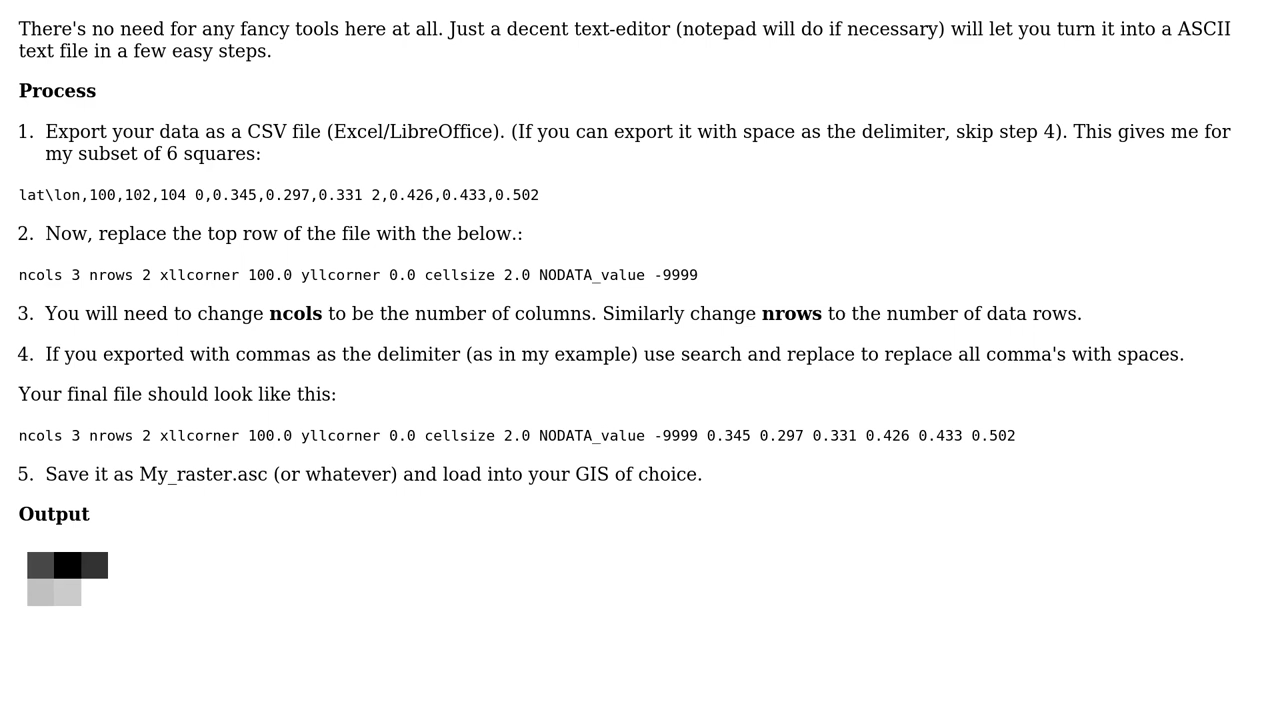 There's no need for any fancy tools here at all. Just a decent text-editor (notepad will do if necessary) will let you turn it into a ASCII
text file in a few easy steps.
Process
1. Export your data as a CSV file (Excel/LibreOffice). (If you can export it with space as the delimiter, skip step 4). This gives me for
my subset of 6 squares:
lat\lon,100,102,104 0,0.345,0.297,0.331 2,0.426,0.433,0.502
2. Now, replace the top row of the file with the below.:
ncols 3 nrows 2 xllcorner 100.0 yllcorner 0.0 cellsize 2.0 NODATA_value -9999
3. You will need to change ncols to be the number of columns. Similarly change nrows to the number of data rows.
4. If you exported with commas as the delimiter (as in my example) use search and replace to replace all comma's with spaces.
Your final file should look like this:
ncols 3 nrows 2 xllcorner 100.0 yllcorner 0.0 cellsize 2.0 NODATA_value -9999 0.345 0.297 0.331 0.426 0.433 0.502
5. Save it as My_raster.asc (or whatever) and load into your GIS of choice.
Output